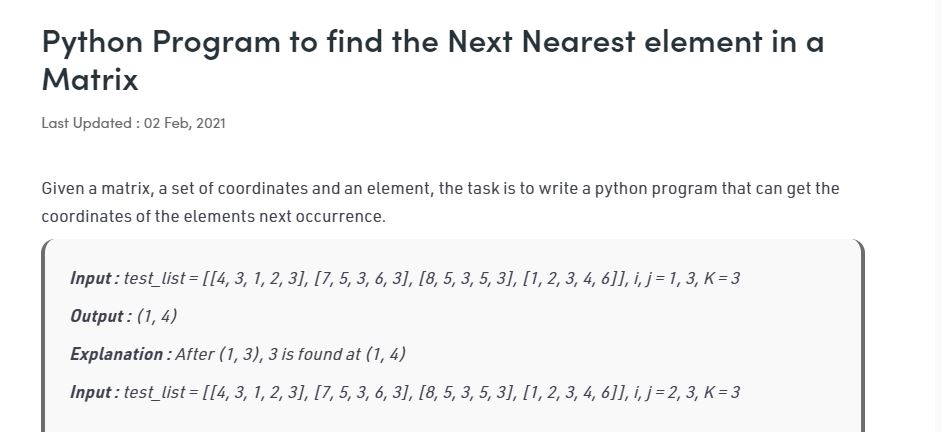 Python Program to find the Next Nearest element in a
Matrix
Last Updated : 02 Feb, 2021
Given a matrix, a set of coordinates and an element, the task is to write a python program that can get the
coordinates of the elements next occurrence.
Input : test_list = [[4, 3, 1, 2, 3], [7, 5, 3, 6, 3], [8, 5, 3, 5, 3], [1, 2, 3, 4, 6]], i, j = 1, 3, K = 3
Output : (1, 4)
Explanation : After (1, 3), 3 is found at (1, 4)
Input : test_list = [[4, 3, 1, 2, 3], [7, 5, 3, 6, 3], [8, 5, 3, 5, 3], [1, 2, 3, 4, 6]], i, j = 2, 3, K = 3